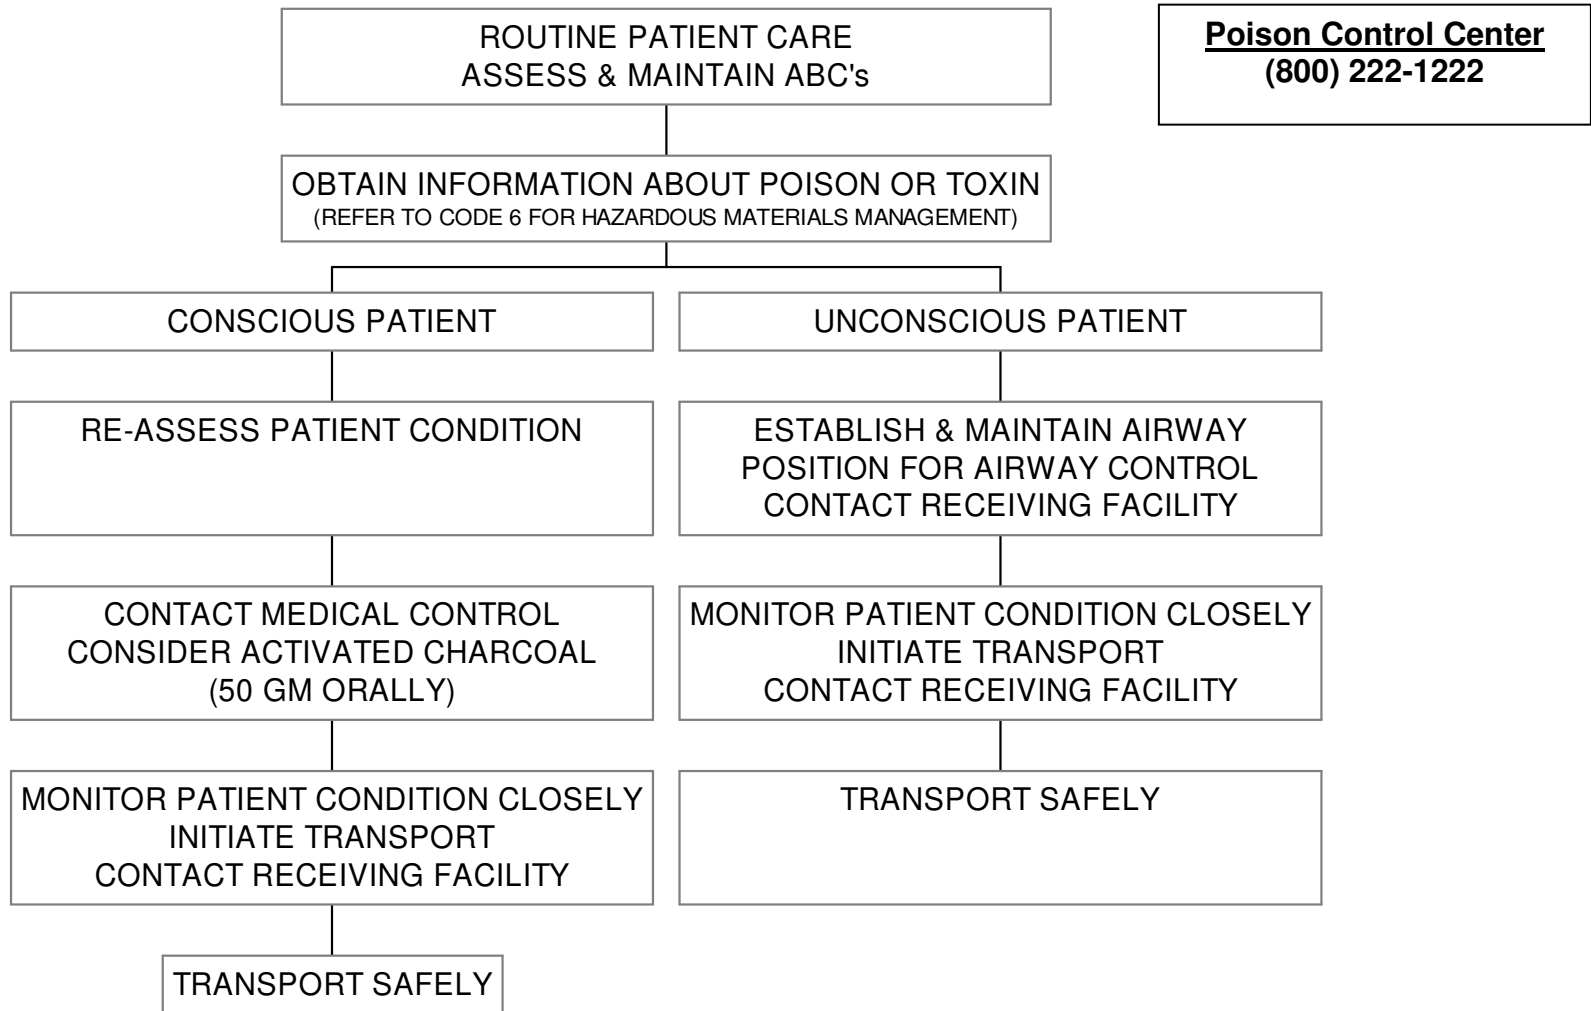 ROUTINE PATIENT CARE
ASSESS & MAINTAIN ABC's
Poison Control Center
(800) 222-1222
OBTAIN INFORMATION ABOUT POISON OR TOXIN
(REFER TO CODE 6 FOR HAZARDOUS MATERIALS MANAGEMENT)
CONSCIOUS PATIENT
UNCONSCIOUS PATIENT
RE-ASSESS PATIENT CONDITION
ESTABLISH & MAINTAIN AIRWAY
POSITION FOR AIRWAY CONTROL
CONTACT RECEIVING FACILITY
CONTACT MEDICAL CONTROL
CONSIDER ACTIVATED CHARCOAL
(50 GM ORALLY)
MONITOR PATIENT CONDITION CLOSELY
INITIATE TRANSPORT
CONTACT RECEIVING FACILITY
MONITOR PATIENT CONDITION CLOSELY
INITIATE TRANSPORT
CONTACT RECEIVING FACILITY
TRANSPORT SAFELY
TRANSPORT SAFELY